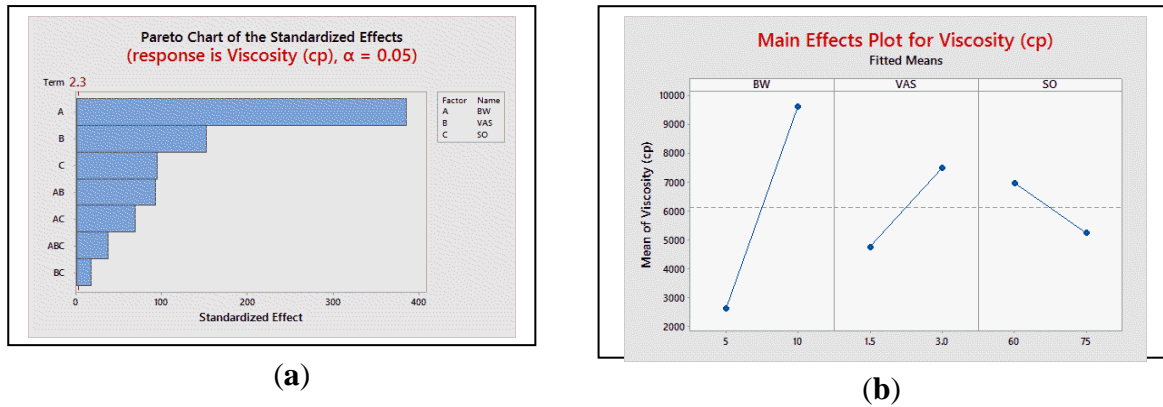 Pareto Chart of the Standardized Effects
(response is Viscosity (cp), α = 0.05)
Term 2.3
A
B
C
AB
AC
ABC
BC
0 100 200 300 400
Standardized Effect
Factor Name
A BW
B VAS
C SO
(a)
Main Effects Plot for Viscosity (cp)
Fitted Means
BW VAS SO
Mean of Viscosity (cp)
10000
9000
8000
7000
6000
5000
4000
3000
2000
5 10 1.5 3.0 60 75
(b)